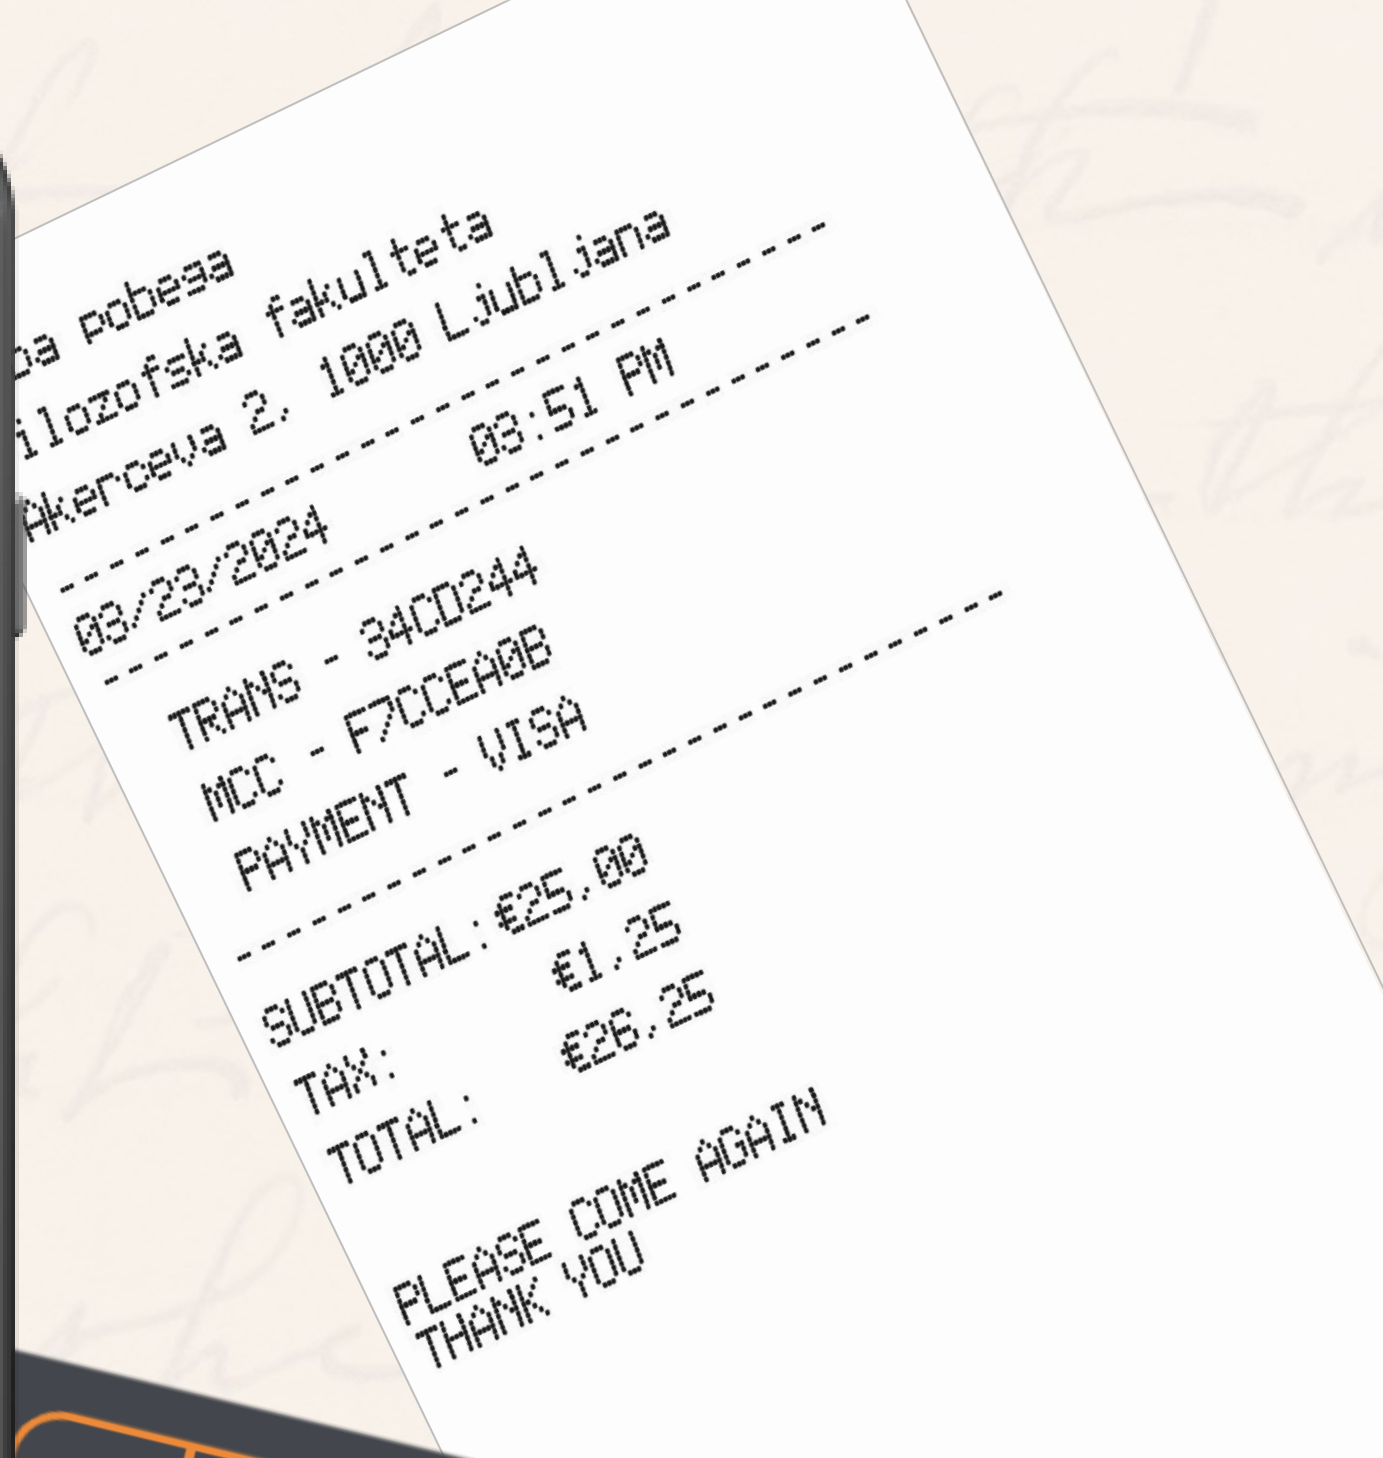 pobega
filozofska fakulteta
Akerceva 2, 1000 Ljubljana
03/23/2024 03:51 PM
TRANS - 34CD244
MCC - F7CCEA0B
PAYMENT - VISA
SUBTOTAL: €25.00
TAX: €1.25
TOTAL: €26.25
PLEASE COME AGAIN
THANK YOU